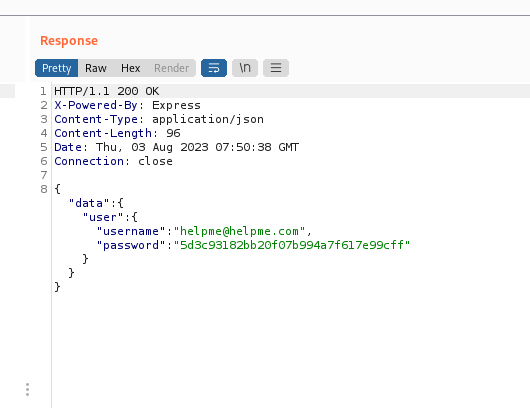 Response
Pretty Raw Hex Render \n
1 HTTP/1.1 200 OK
2 X-Powered-By: Express
3 Content-Type: application/json
4 Content-Length: 96
5 Date: Thu, 03 Aug 2023 07:50:38 GMT
6 Connection: close
7
8 {
"data":{
"user":{
"username":"helpme@helpme.com",
"password":"5d3c93182bb20f07b994a7f617e99cff"
}
}
}